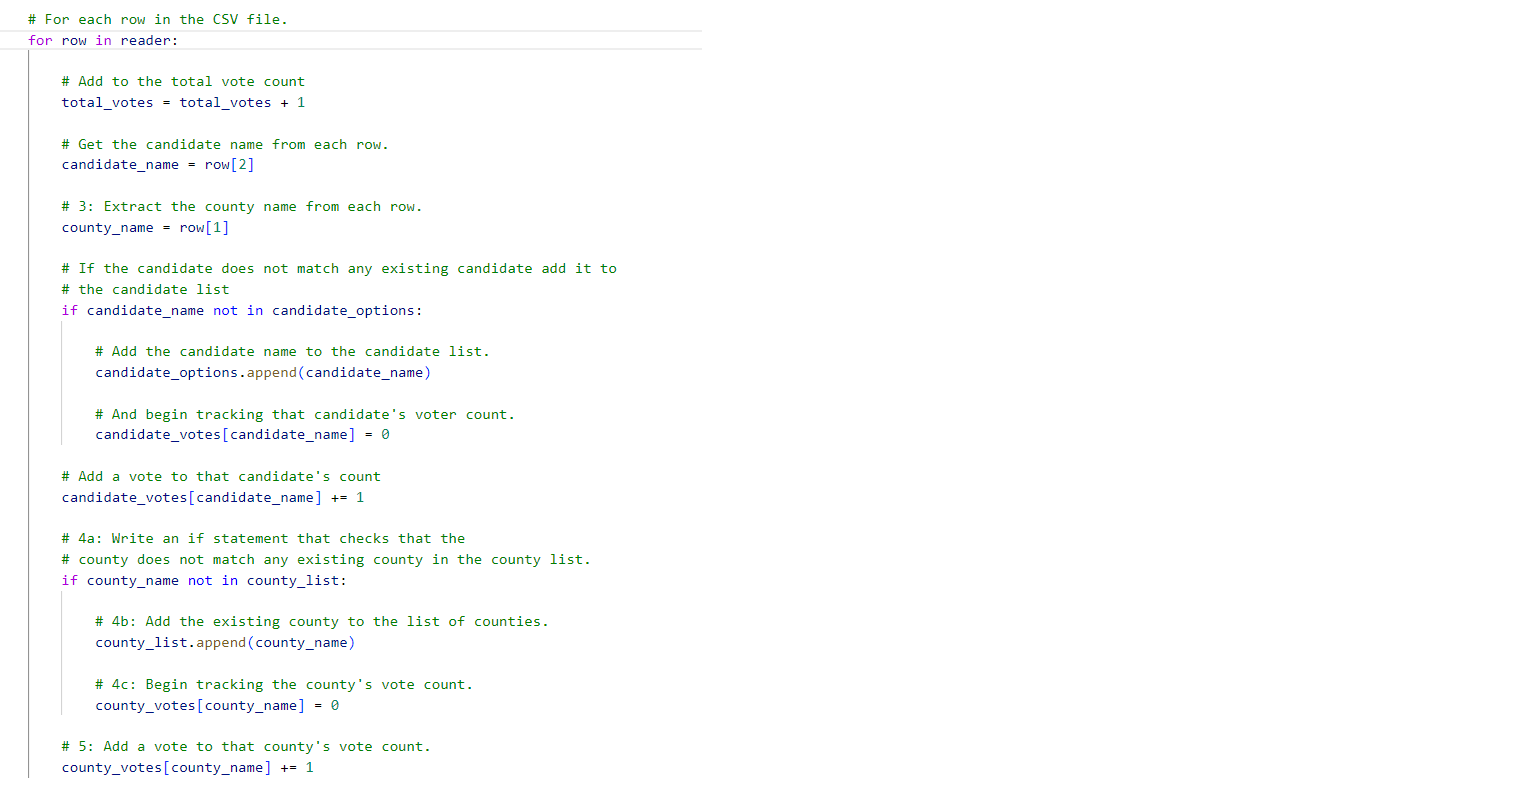 # For each row in the CSV file.
for row in reader:
# Add to the total vote count
total_votes = total_votes + 1
# Get the candidate name from each row.
candidate_name = row[2]
# 3: Extract the county name from each row.
county_name = row[1]
# If the candidate does not match any existing candidate add it to
# the candidate list
if candidate_name not in candidate_options:
# Add the candidate name to the candidate list.
candidate_options.append(candidate_name)
# And begin tracking that candidate's voter count.
candidate_votes[candidate_name] = 0
# Add a vote to that candidate's count
candidate_votes[candidate_name] += 1
# 4a: Write an if statement that checks that the
# county does not match any existing county in the county list.
if county_name not in county_list:
# 4b: Add the existing county to the list of counties.
county_list.append(county_name)
# 4c: Begin tracking the county's vote count.
county_votes[county_name] = 0
# 5: Add a vote to that county's vote count.
county_votes[county_name] += 1